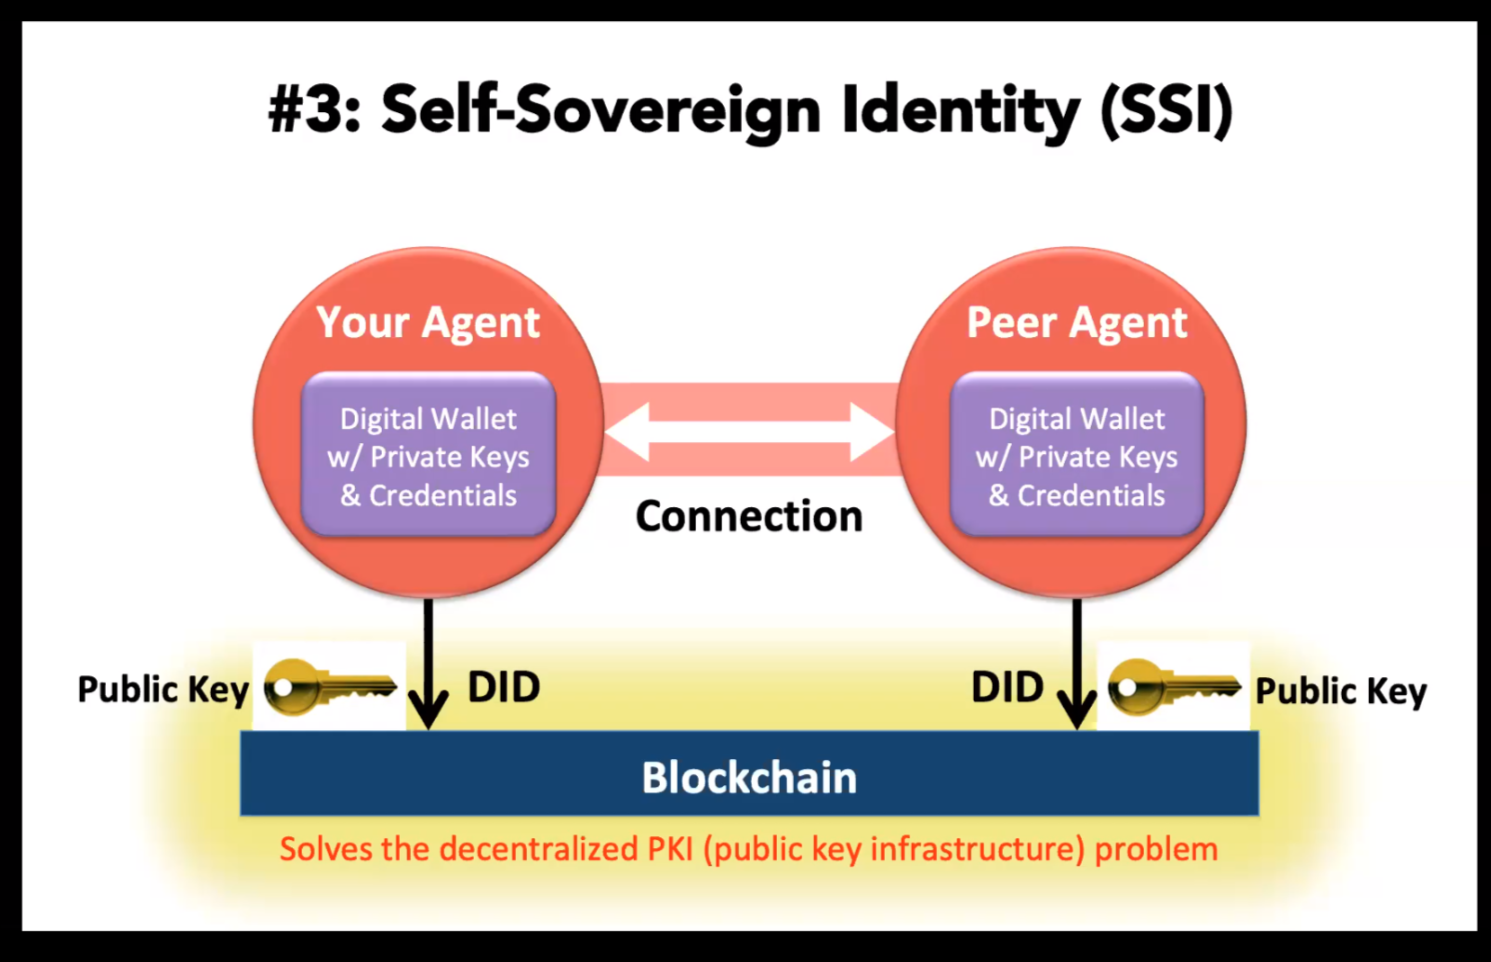 #3: Self-Sovereign Identity (SSI)
Your Agent
Digital Wallet
w/ Private Keys
& Credentials
Peer Agent
Digital Wallet
w/ Private Keys
& Credentials
Connection
Public Key
DID
DID
Public Key
Blockchain
Solves the decentralized PKI (public key infrastructure) problem